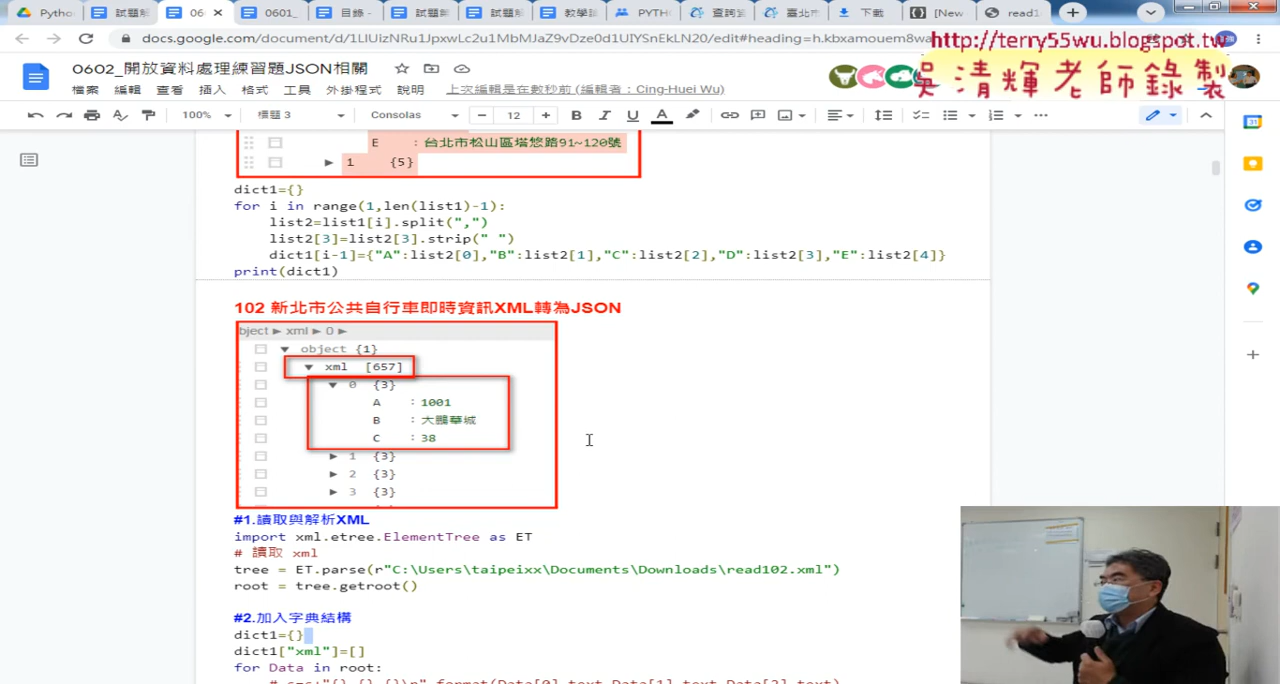 Pytho
試題解
06
0601_
目錄 -
試題解
教學謴
PYTH
查詢宣
臺北市
下載
[New
read1
docs.google.com/document/d/1LIUizNRu1JpxwLc2u1MbMJaZ9vDze0d1UIYSnEkLN20/edit#heading=h.kbxamouem8wa
http://terry55wu.blogspot.tw
吳清輝老師錄製
0602_開放資料處理練習題JSON相關
檔案 編輯 查看 插入 格式 工具 外掛程式 說明 上次編輯是在數秒前 (編輯者：Cing-Huei Wu)
100% 標題 3 Consolas 12 B I U A
E : 台北市松山區塔悠路91~120號
1 {5}
dict1={}
for i in range(1,len(list1)-1):
list2=list1[i].split(",")
list2[3]=list2[3].strip(" ")
dict1[i-1]={"A":list2[0],"B":list2[1],"C":list2[2],"D":list2[3],"E":list2[4]}
print(dict1)
102 新北市公共自行車即時資訊XML轉為JSON
bject ► xml ► 0 ►
object {1}
xml [657]
0 {3}
A : 1001
B : 大鵬華城
C : 38
1 {3}
2 {3}
3 {3}
#1.讀取與解析XML
import xml.etree.ElementTree as ET
# 讀取 xml
tree = ET.parse(r"C:\Users\taipeixx\Documents\Downloads\read102.xml")
root = tree.getroot()
#2.加入字典結構
dict1={}
dict1["xml"]=[]
for Data in root: